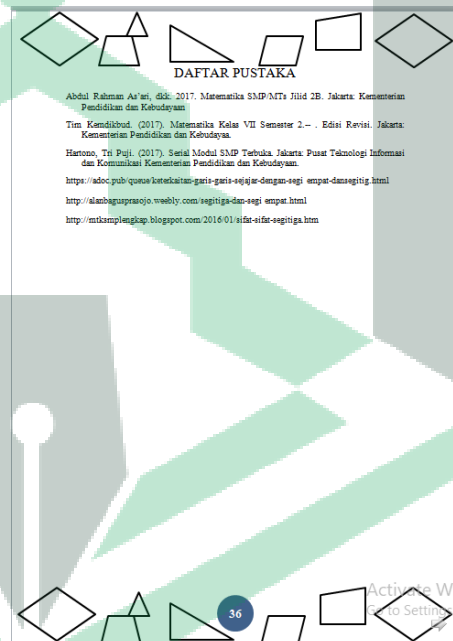 DAFTAR PUSTAKA
Abdul Rahman As'ari, dkk. 2017. Matematika SMP/MTs Jilid 2B. Jakarta: Kementerian
Pendidikan dan Kebudayaan
Tim Kemdikbud. (2017). Matematika Kelas VII Semester 2.-- . Edisi Revisi. Jakarta:
Kementerian Pendidikan dan Kebudayaa.
Hartono, Tri Puji. (2017). Serial Modul SMP Terbuka. Jakarta: Pusat Teknologi Informasi
dan Komunikasi Kementerian Pendidikan dan Kebudayaan.
https://adoc.pub/queue/keterkaitan-garis-garis-sejajar-dengan-segi empat-dansegitig.html
http://alanbagusprasojo.weebly.com/segitiga-dan-segi empat.html
http://mtksmplengkap.blogspot.com/2016/01/sifat-sifat-segitiga.htm
Activate W
Go to Settings
36